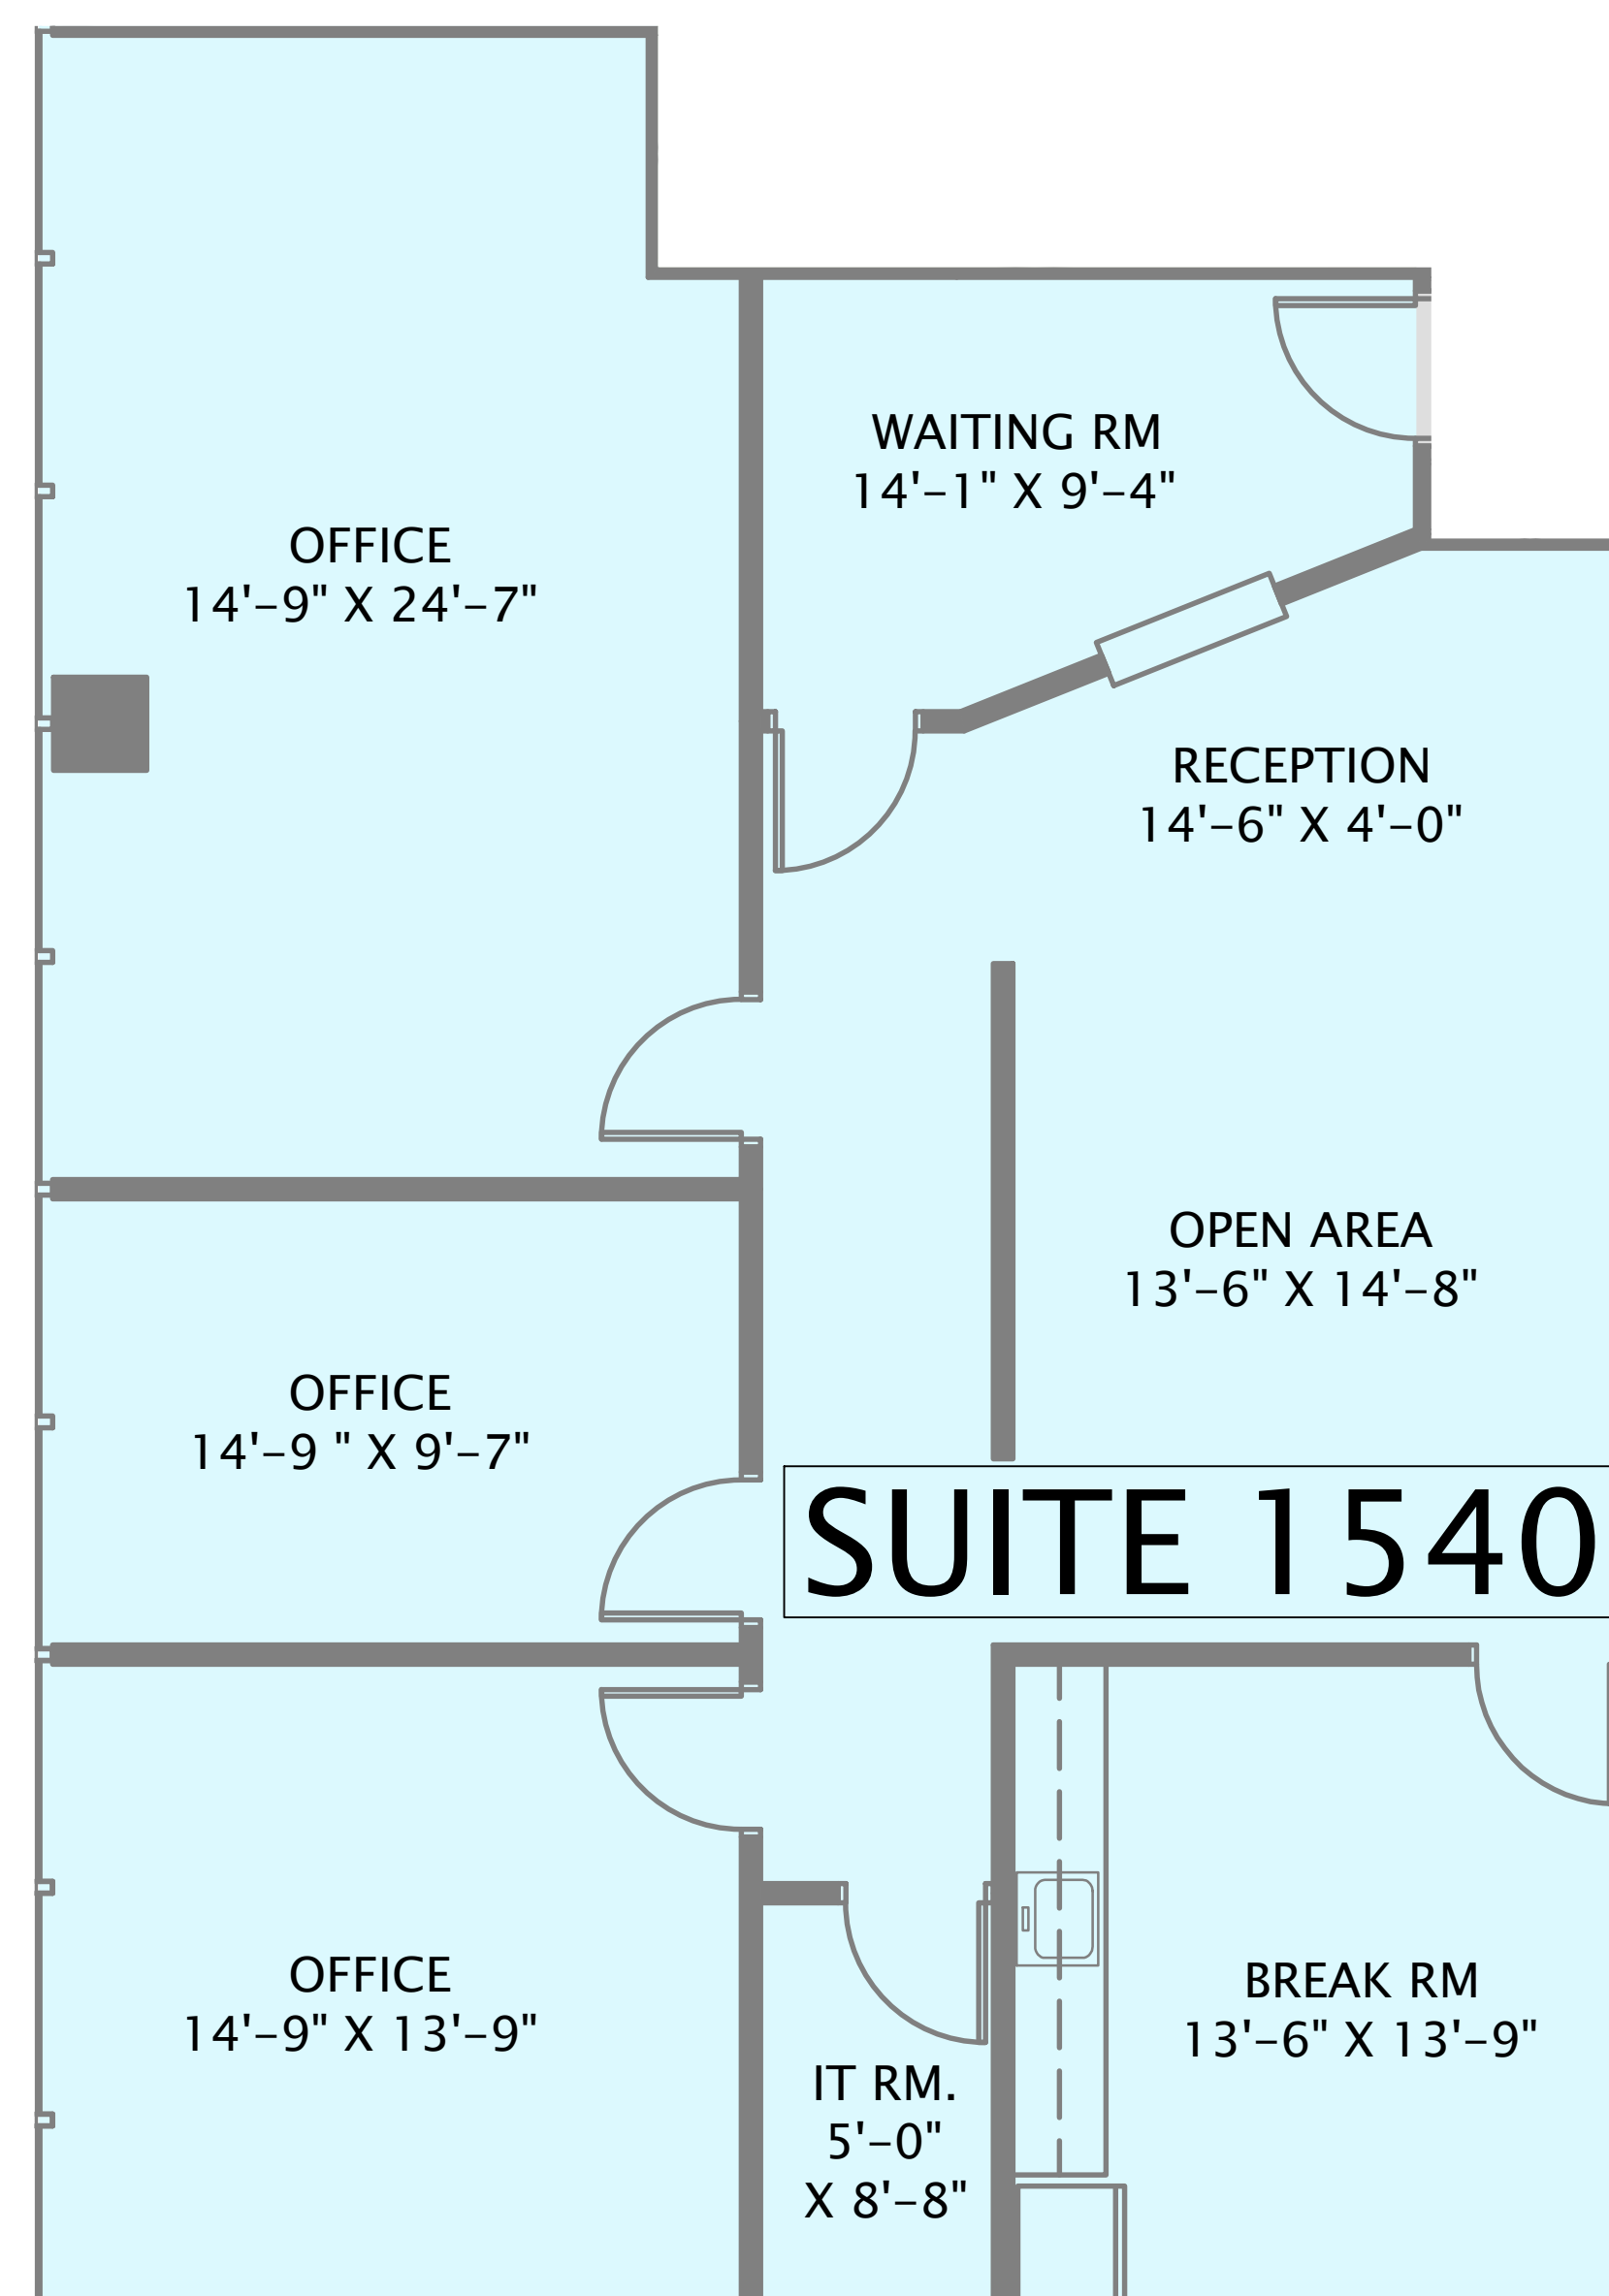 WAITING RM
14'-1" X 9'-4"
OFFICE
14'-9" X 24'-7"
RECEPTION
14'-6" X 4'-0"
OPEN AREA
13'-6" X 14'-8"
OFFICE
14'-9 " X 9'-7"
SUITE 1540
OFFICE
14'-9" X 13'-9"
BREAK RM
13'-6" X 13'-9"
IT RM.
5'-0"
X 8'-8"